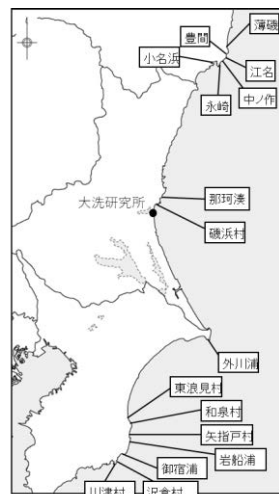 薄磯
豊間
小名浜
江名
中ノ作
永崎
那珂湊
大洗研究所
磯浜村
外川浦
東浪見村
和泉村
矢指戸村
岩船浦
御宿浦
沢倉村
川津村